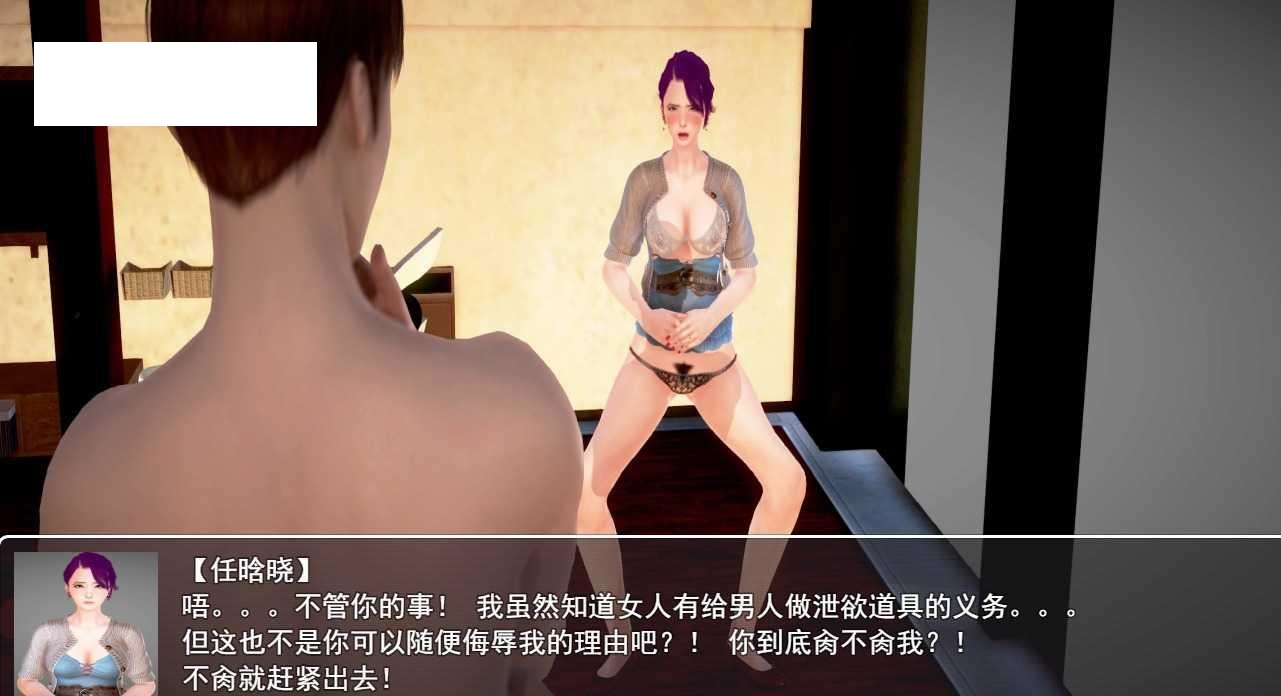 【任晗晓】
唔。。。不管你的事! 我虽然知道女人有给男人做泄欲道具的义务。。。
但这也不是你可以随便侮辱我的理由吧?! 你到底肏不肏我?!
不肏就赶紧出去!